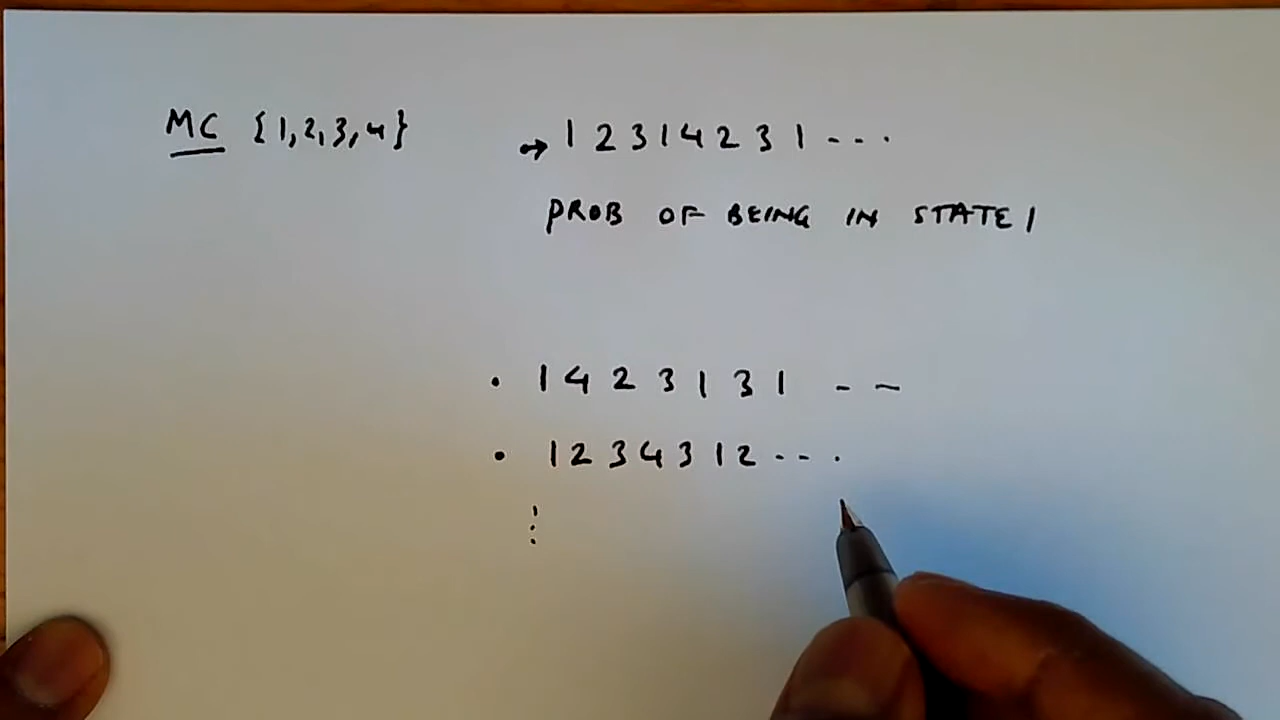 MC {1,2,3,4}
→ 1 2 3 1 4 2 3 1 - - .
PROB OF BEING IN STATE 1
. 1 4 2 3 1 3 1 - -
. 1 2 3 4 3 1 2 - - .
⋮